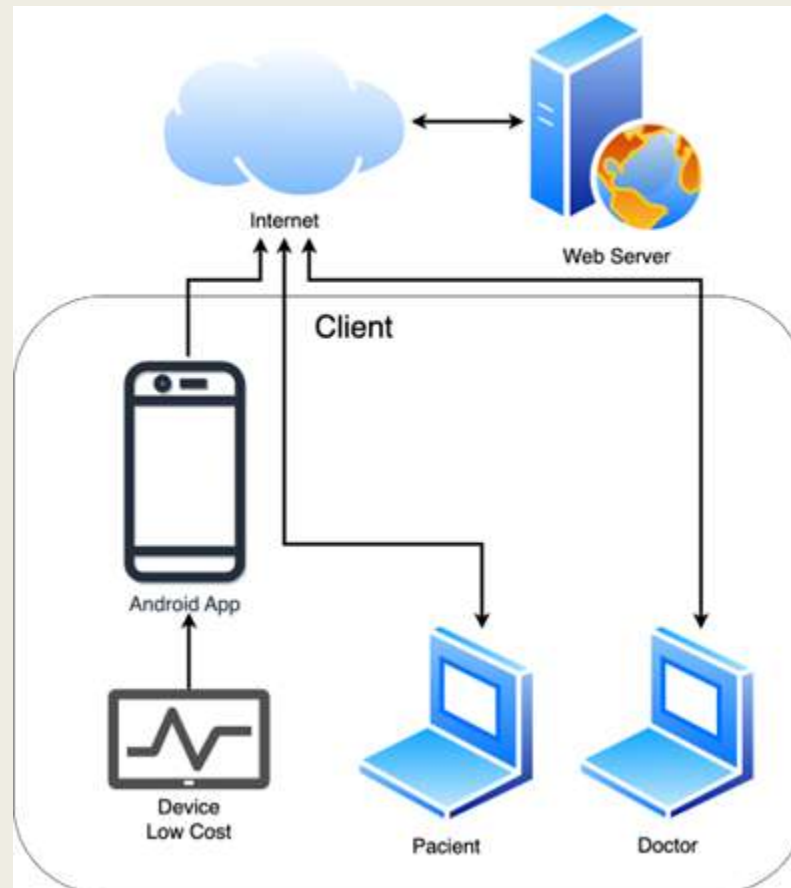 Internet
Web Server
Client
Android App
Device
Low Cost
Pacient
Doctor